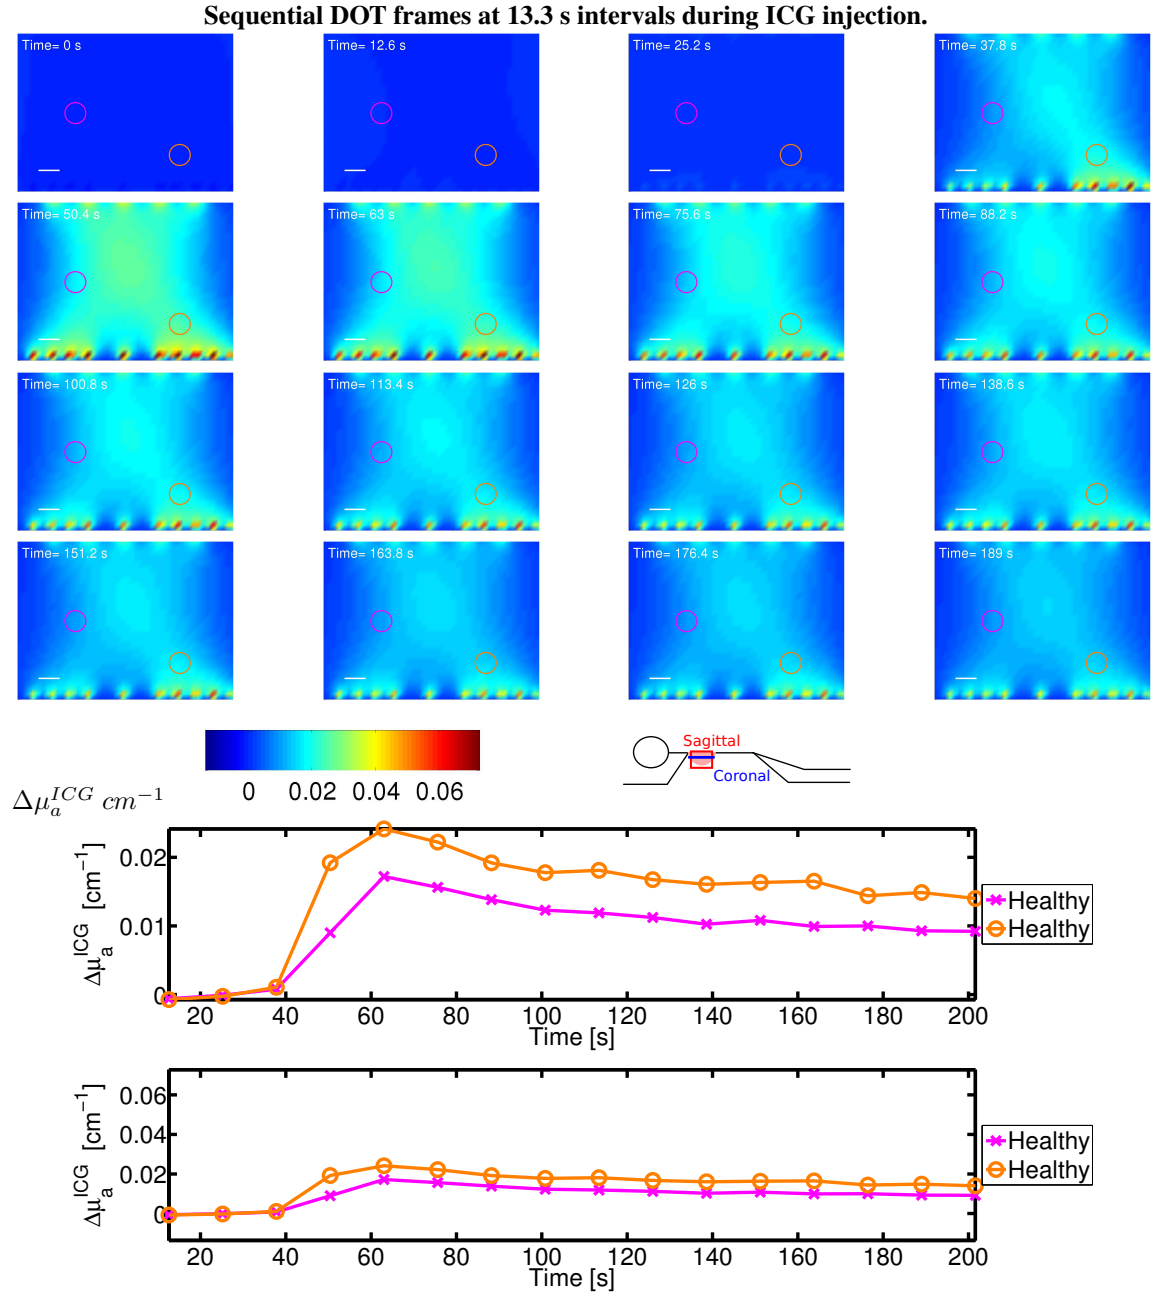 Sequential DOT frames at 13.3 s intervals during ICG injection.
Time= 0 s
Time= 12.6 s
Time= 25.2 s
Time= 37.8 s
Time= 50.4 s
Time= 63 s
Time= 75.6 s
Time= 88.2 s
Time= 100.8 s
Time= 113.4 s
Time= 126 s
Time= 138.6 s
Time= 151.2 s
Time= 163.8 s
Time= 176.4 s
Time= 189 s
0 0.02 0.04 0.06
Δμ_a^{ICG} cm^{−1}
Sagittal
Coronal
Δμ_a^{ICG} [cm^{−1}]
0.02
0.01
0
20 40 60 80 100 120 140 160 180 200
Time [s]
Healthy
Healthy
Δμ_a^{ICG} [cm^{−1}]
0.06
0.04
0.02
0
20 40 60 80 100 120 140 160 180 200
Time [s]
Healthy
Healthy